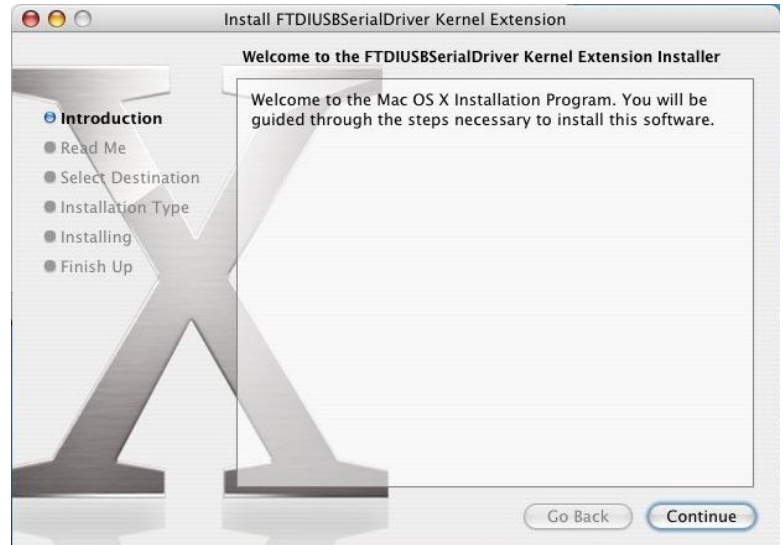 Install FTDIUSBSerialDriver Kernel Extension
Welcome to the FTDIUSBSerialDriver Kernel Extension Installer
Introduction
Read Me
Select Destination
Installation Type
Installing
Finish Up
Welcome to the Mac OS X Installation Program. You will be
guided through the steps necessary to install this software.
Go Back
Continue